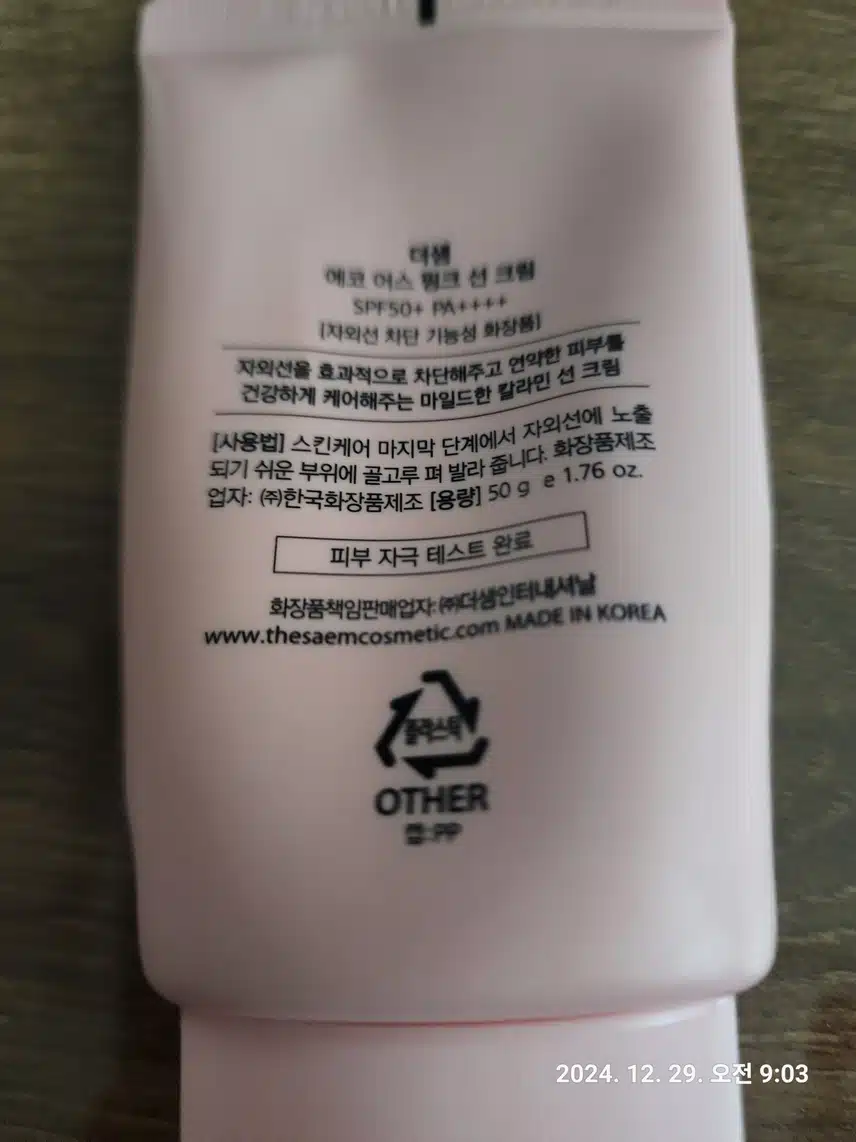 더샘
에코 어스 핑크 선 크림
SPF50+ PA++++
[자외선 차단 기능성 화장품]
자외선을 효과적으로 차단해주고 연약한 피부를
건강하게 케어해주는 마일드한 칼라민 선 크림
[사용법] 스킨케어 마지막 단계에서 자외선에 노출
되기 쉬운 부위에 골고루 펴 발라 줍니다. 화장품제조
업자: ㈜한국화장품제조 [용량] 50 g e 1.76 oz.
피부 자극 테스트 완료
화장품책임판매업자: ㈜더샘인터내셔날
www.thesaemcosmetic.com MADE IN KOREA
플라스틱
OTHER
캡:PP
2024. 12. 29. 오전 9:03